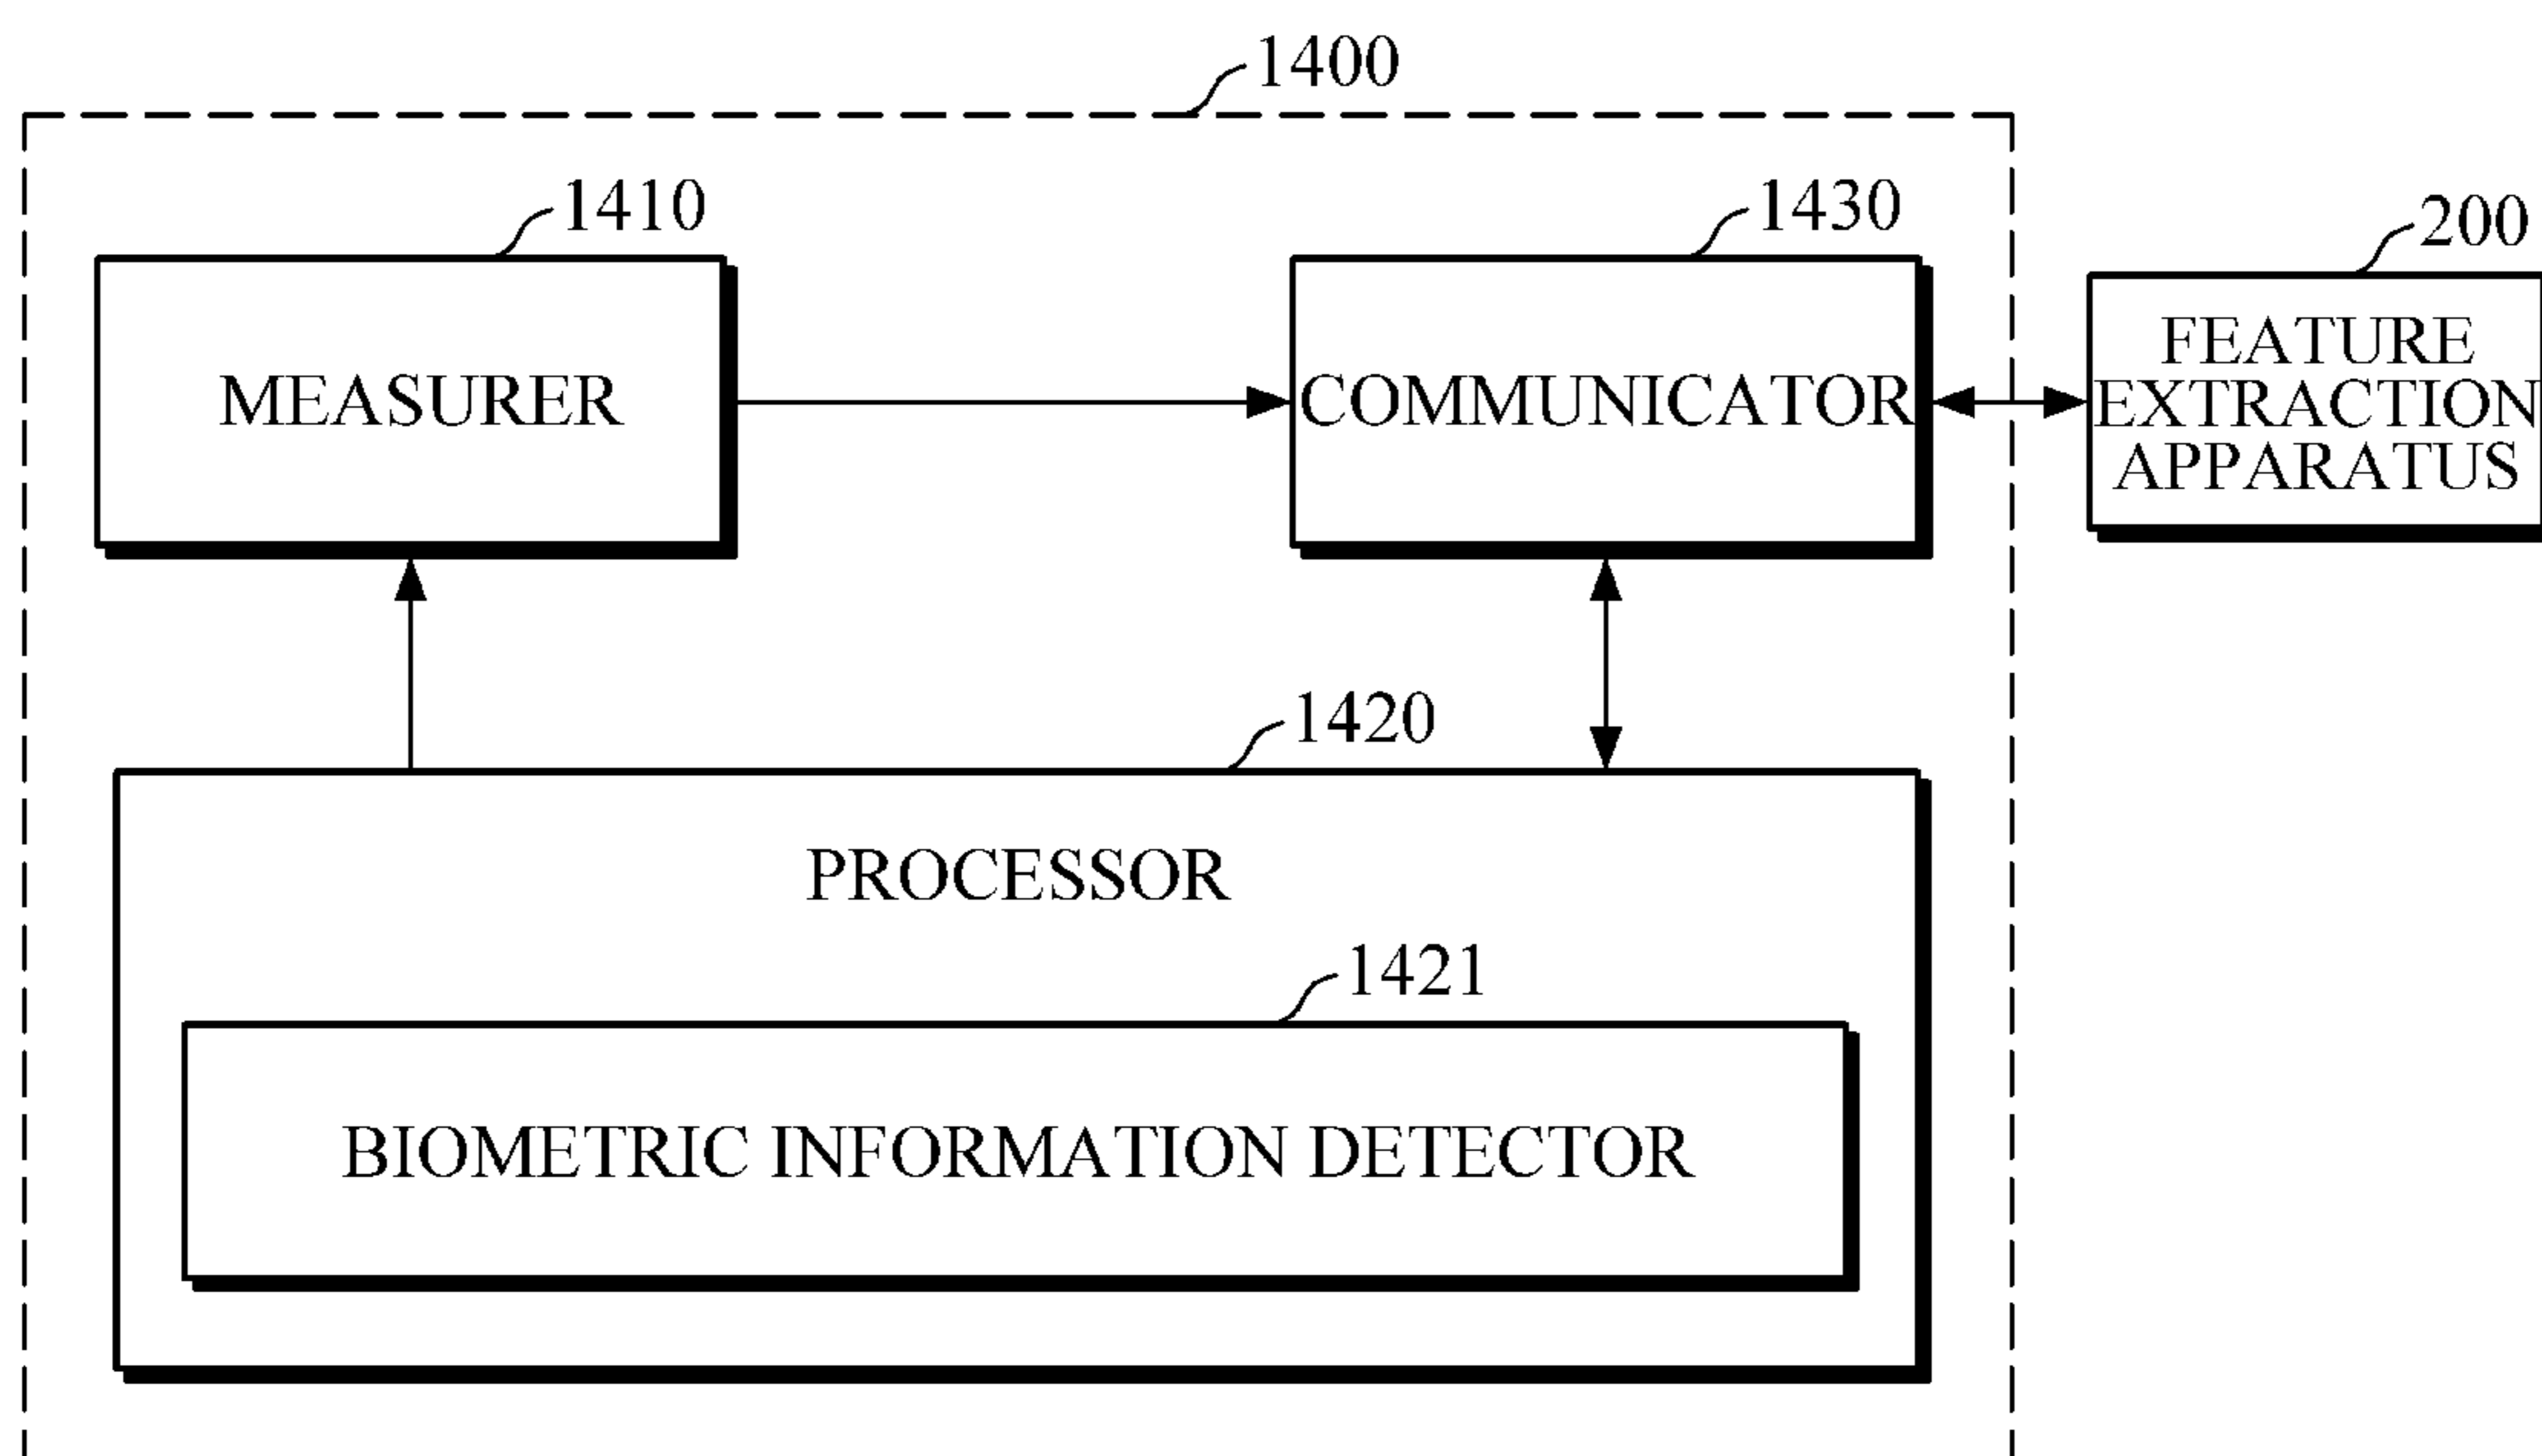 1400
1410
1430
200
MEASURER
COMMUNICATOR
FEATURE
EXTRACTION
APPARATUS
1420
PROCESSOR
1421
BIOMETRIC INFORMATION DETECTOR